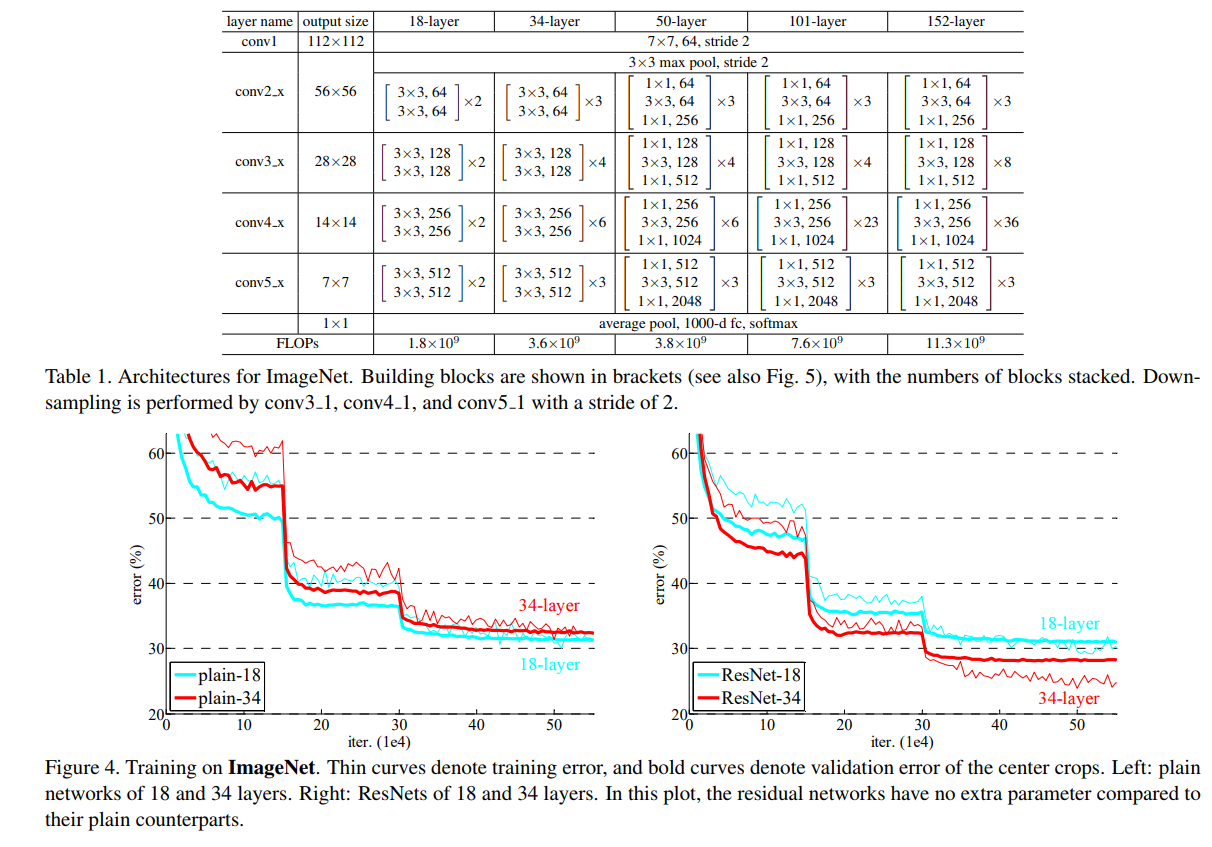 layer name output size 18-layer 34-layer 50-layer 101-layer 152-layer
conv1 112×112 7×7, 64, stride 2
3×3 max pool, stride 2
conv2_x 56×56 [3×3, 64 3×3, 64] ×2 [3×3, 64 3×3, 64] ×3 [1×1, 64 3×3, 64 1×1, 256] ×3 [1×1, 64 3×3, 64 1×1, 256] ×3 [1×1, 64 3×3, 64 1×1, 256] ×3
conv3_x 28×28 [3×3, 128 3×3, 128] ×2 [3×3, 128 3×3, 128] ×4 [1×1, 128 3×3, 128 1×1, 512] ×4 [1×1, 128 3×3, 128 1×1, 512] ×4 [1×1, 128 3×3, 128 1×1, 512] ×8
conv4_x 14×14 [3×3, 256 3×3, 256] ×2 [3×3, 256 3×3, 256] ×6 [1×1, 256 3×3, 256 1×1, 1024] ×6 [1×1, 256 3×3, 256 1×1, 1024] ×23 [1×1, 256 3×3, 256 1×1, 1024] ×36
conv5_x 7×7 [3×3, 512 3×3, 512] ×2 [3×3, 512 3×3, 512] ×3 [1×1, 512 3×3, 512 1×1, 2048] ×3 [1×1, 512 3×3, 512 1×1, 2048] ×3 [1×1, 512 3×3, 512 1×1, 2048] ×3
1×1 average pool, 1000-d fc, softmax
FLOPs 1.8×10⁹ 3.6×10⁹ 3.8×10⁹ 7.6×10⁹ 11.3×10⁹
Table 1. Architectures for ImageNet. Building blocks are shown in brackets (see also Fig. 5), with the numbers of blocks stacked. Down-
sampling is performed by conv3_1, conv4_1, and conv5_1 with a stride of 2.
60
50
40
30
20
error (%)
34-layer
18-layer
plain-18
plain-34
0 10 20 30 40 50
iter. (1e4)
60
50
40
30
20
error (%)
18-layer
34-layer
ResNet-18
ResNet-34
0 10 20 30 40 50
iter. (1e4)
Figure 4. Training on ImageNet. Thin curves denote training error, and bold curves denote validation error of the center crops. Left: plain
networks of 18 and 34 layers. Right: ResNets of 18 and 34 layers. In this plot, the residual networks have no extra parameter compared to
their plain counterparts.